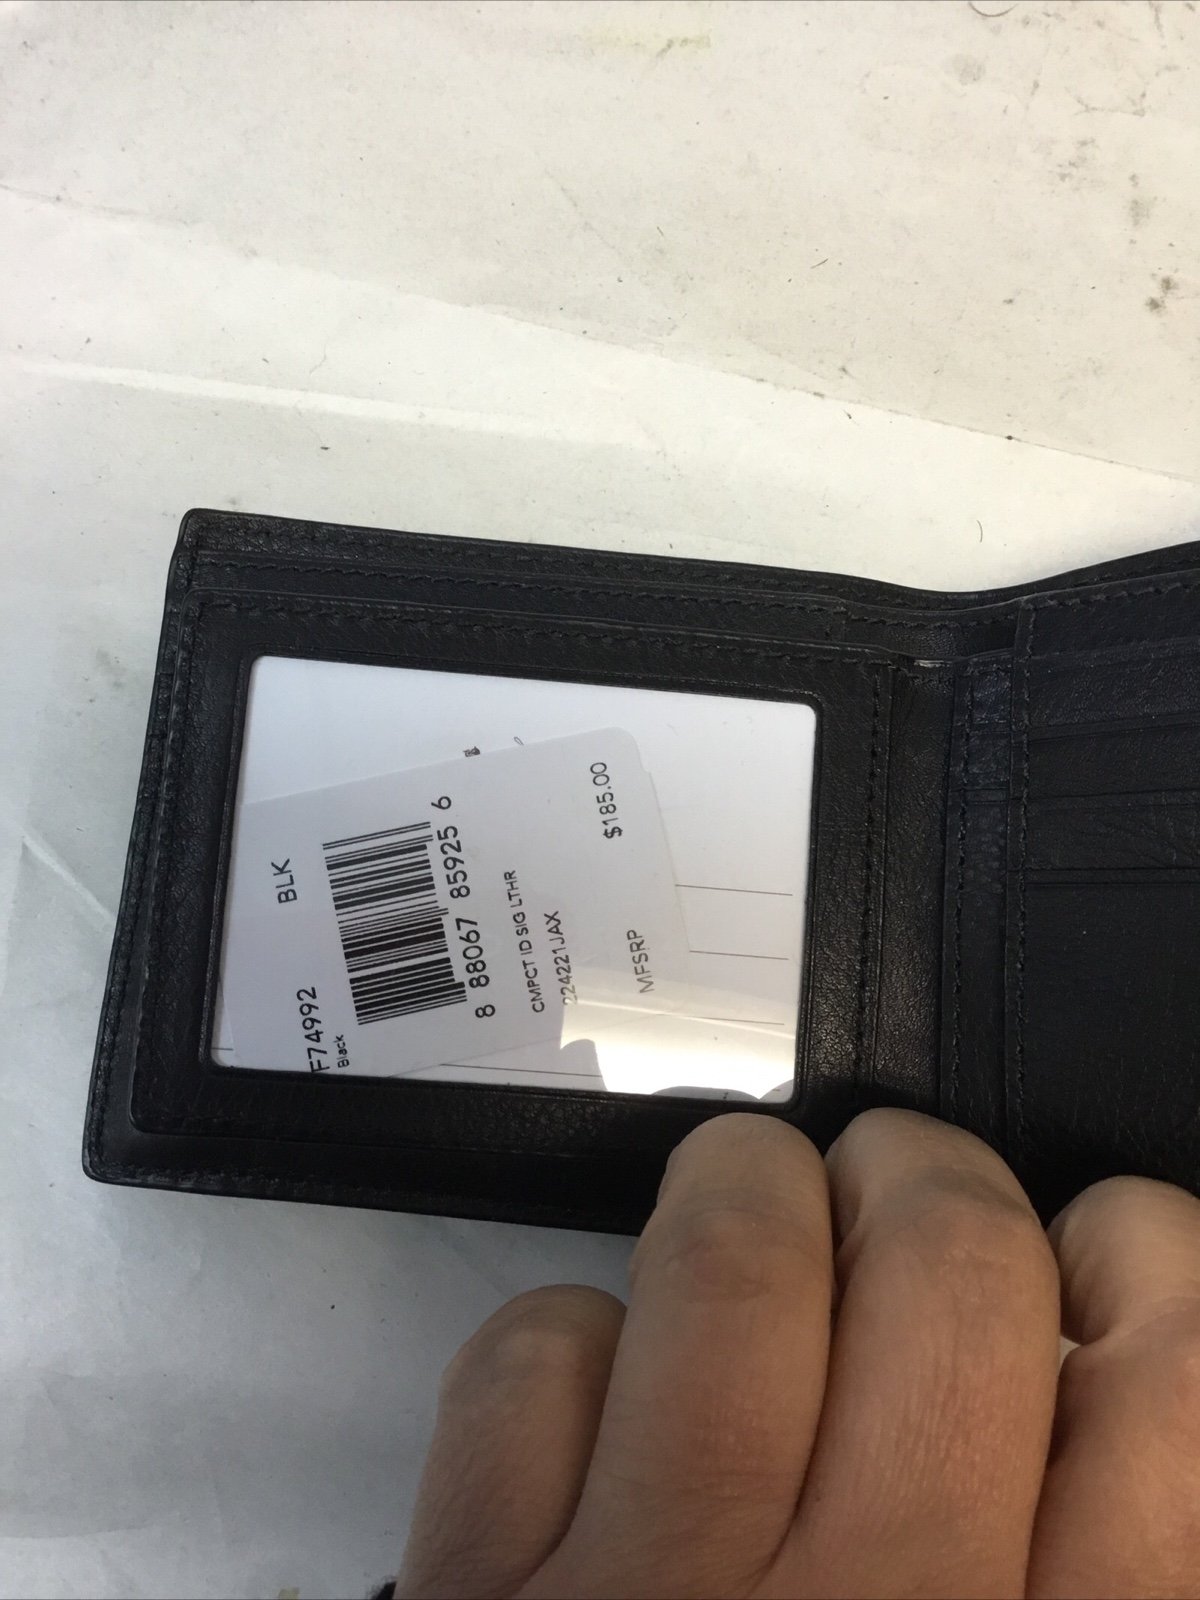 F74992 BLK
Black
8 88067 85925 6
CMPCT ID SIG LTHR
224221JAX
MFSRP $185.00